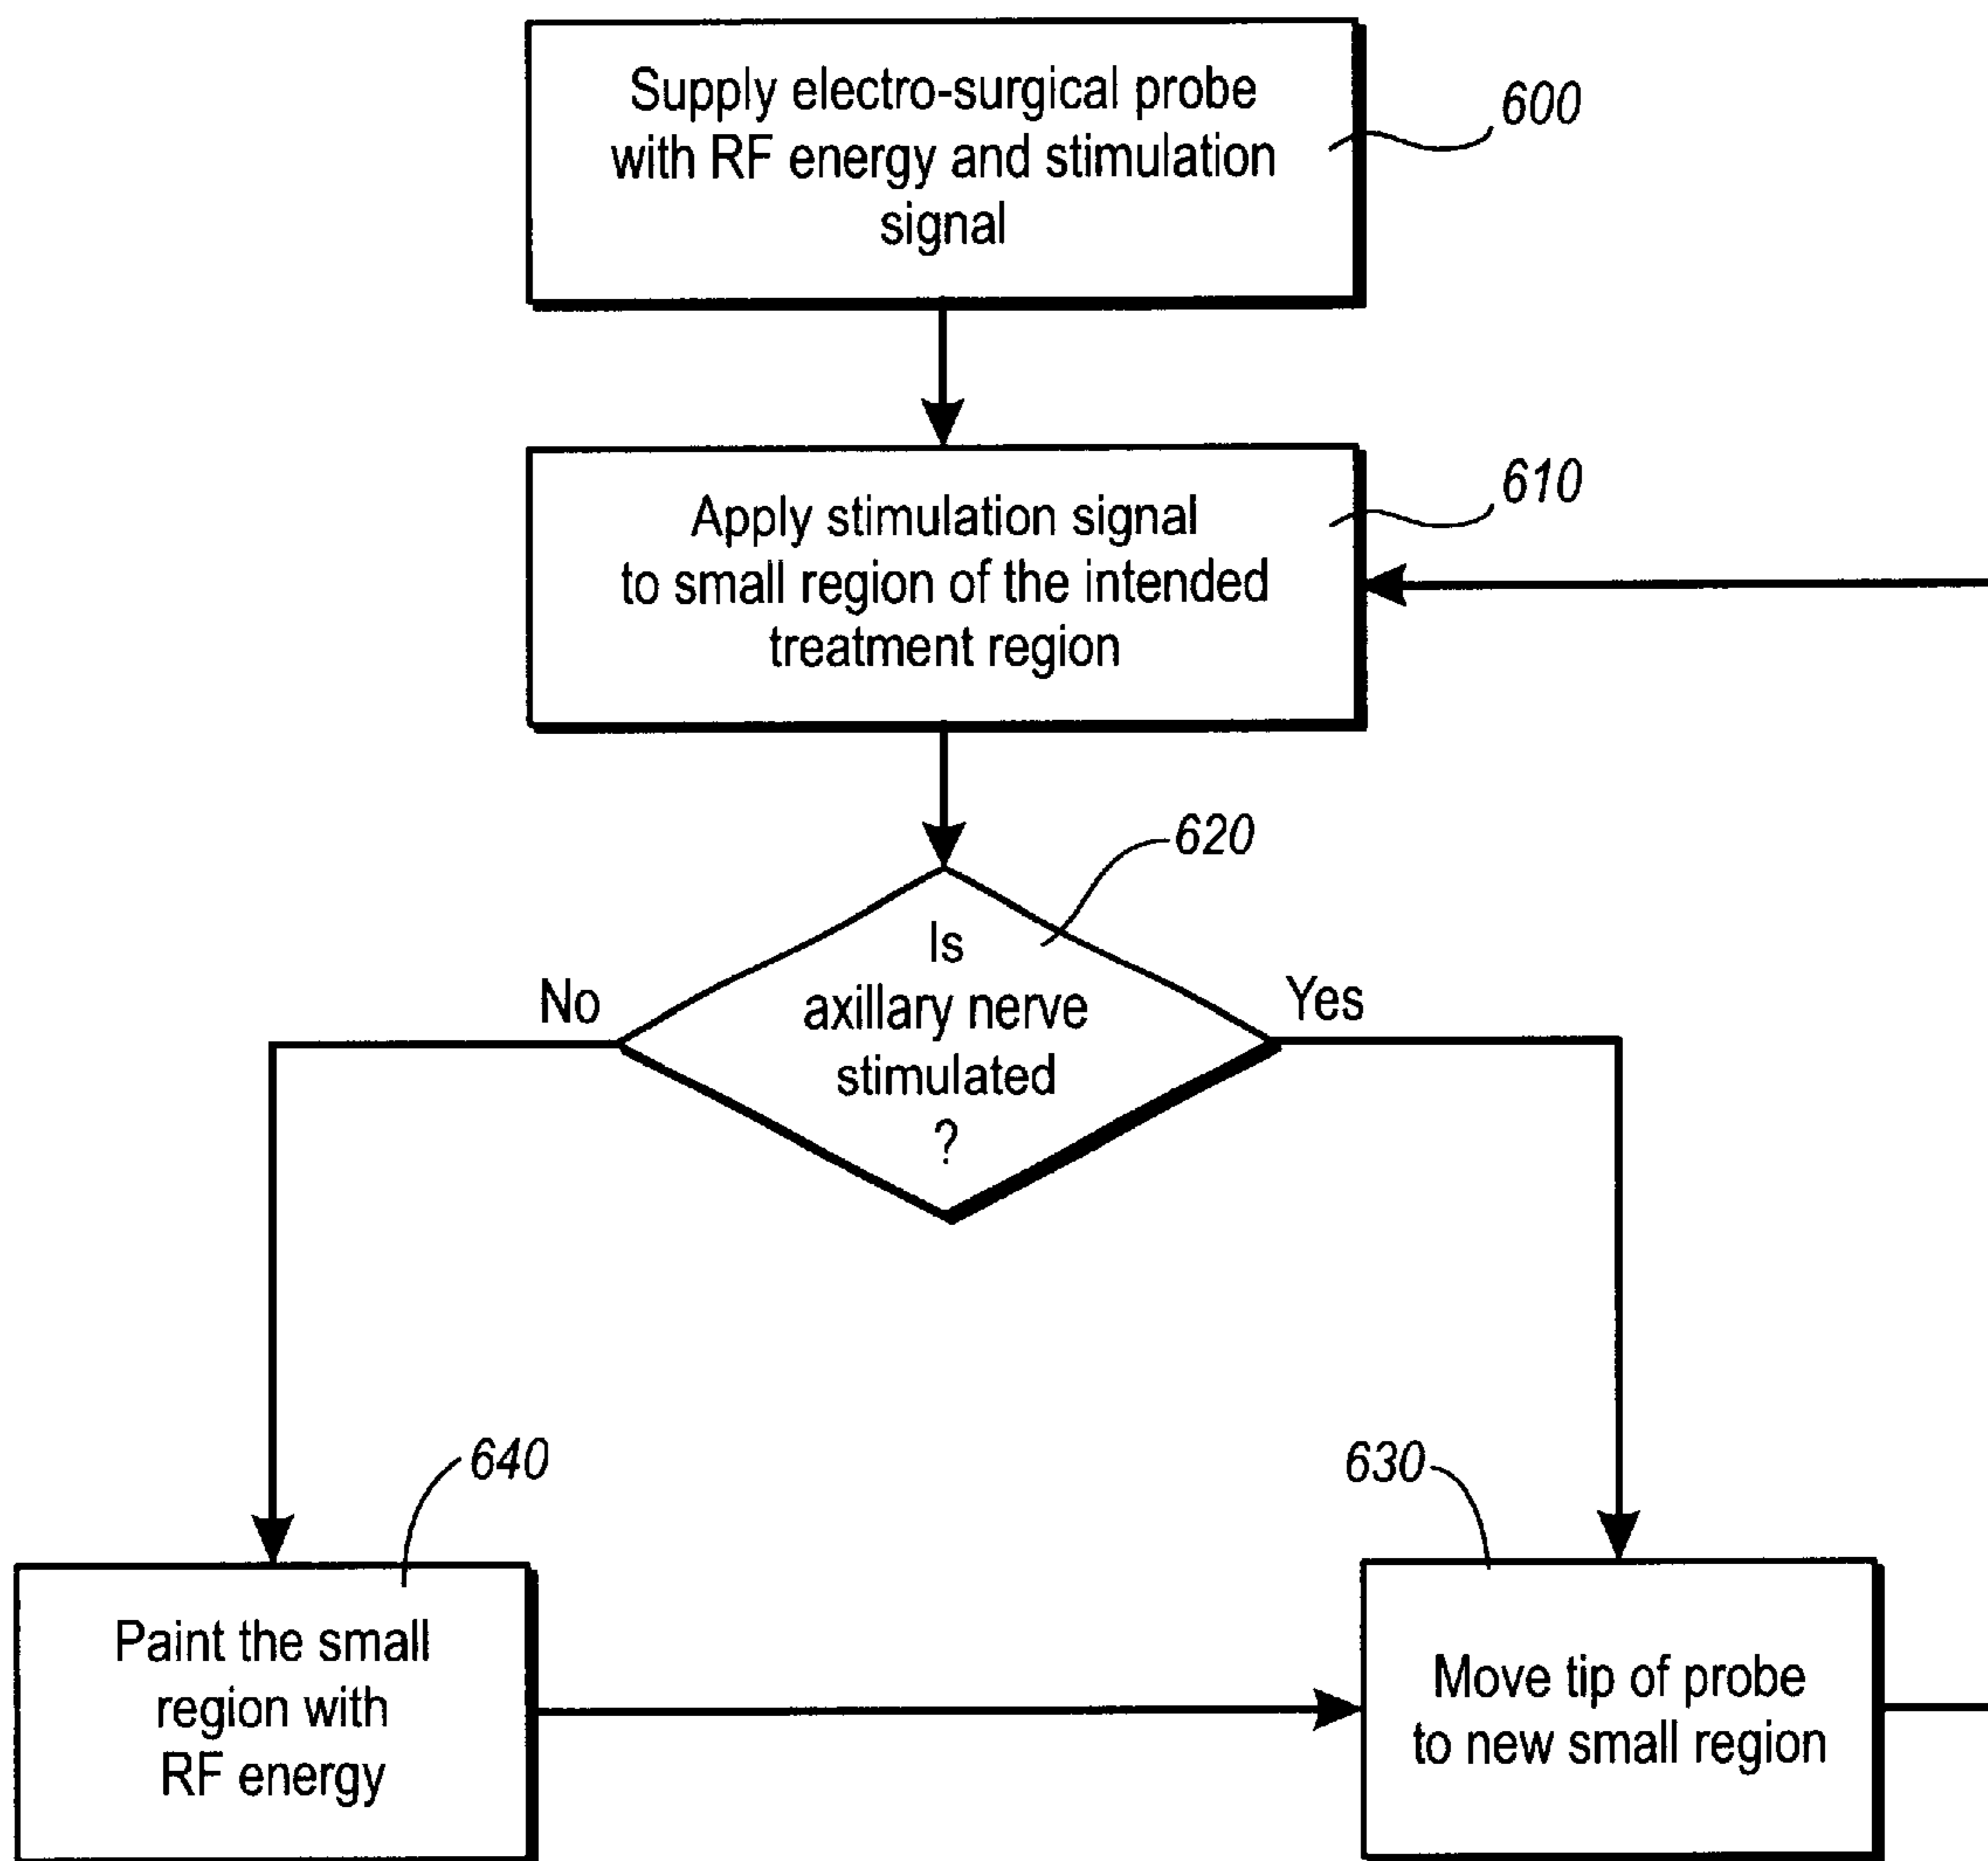 Supply electro-surgical probe
with RF energy and stimulation
signal
600
Apply stimulation signal
to small region of the intended
treatment region
610
620
Is
axillary nerve
stimulated
?
No
Yes
640
630
Paint the small
region with
RF energy
Move tip of probe
to new small region